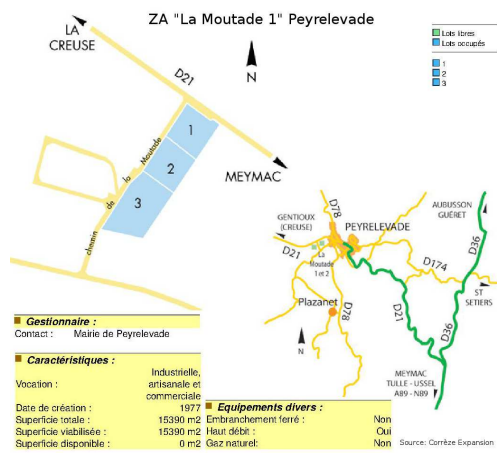 ZA "La Moutade 1" Peyrelevade
LA
CREUSE
D21
N
Lots libres
Lots occupés
1
2
3
1
2
3
chemin de la Moutade
MEYMAC
D78
GENTIOUX
(CREUSE)
PEYRELEVADE
AUBUSSON
GUÉRET
D36
D21
La
Moutade
1 et 2
D174
ST
SETIERS
Plazanet
D78
D21
D36
N
MEYMAC
TULLE - USSEL
A89 - N89
Gestionnaire :
Contact : Mairie de Peyrelevade
Caractéristiques :
Vocation : Industrielle,
artisanale et
commerciale
Date de création : 1977
Superficie totale : 15390 m2
Superficie viabilisée : 15390 m2
Superficie disponible : 0 m2
Equipements divers :
Embranchement ferré : Non
Haut débit : Oui
Gaz naturel: Non
Source: Corrèze Expansion